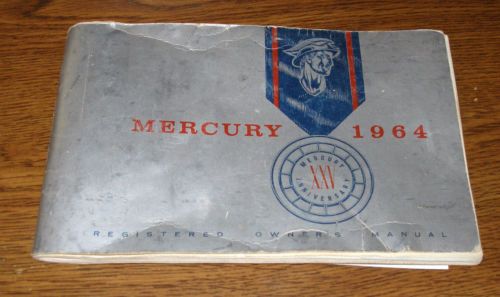 MERCURY 1964
MERCURY
XXV
ANNIVERSARY
REGISTERED OWNER'S MANUAL